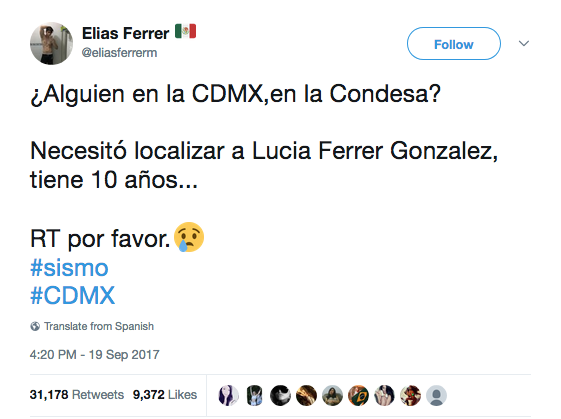 Elias Ferrer 🇲🇽
@eliasferrerm
Follow
¿Alguien en la CDMX,en la Condesa?
Necesitó localizar a Lucia Ferrer Gonzalez,
tiene 10 años...
RT por favor.😢
#sismo
#CDMX
Translate from Spanish
4:20 PM - 19 Sep 2017
31,178 Retweets 9,372 Likes